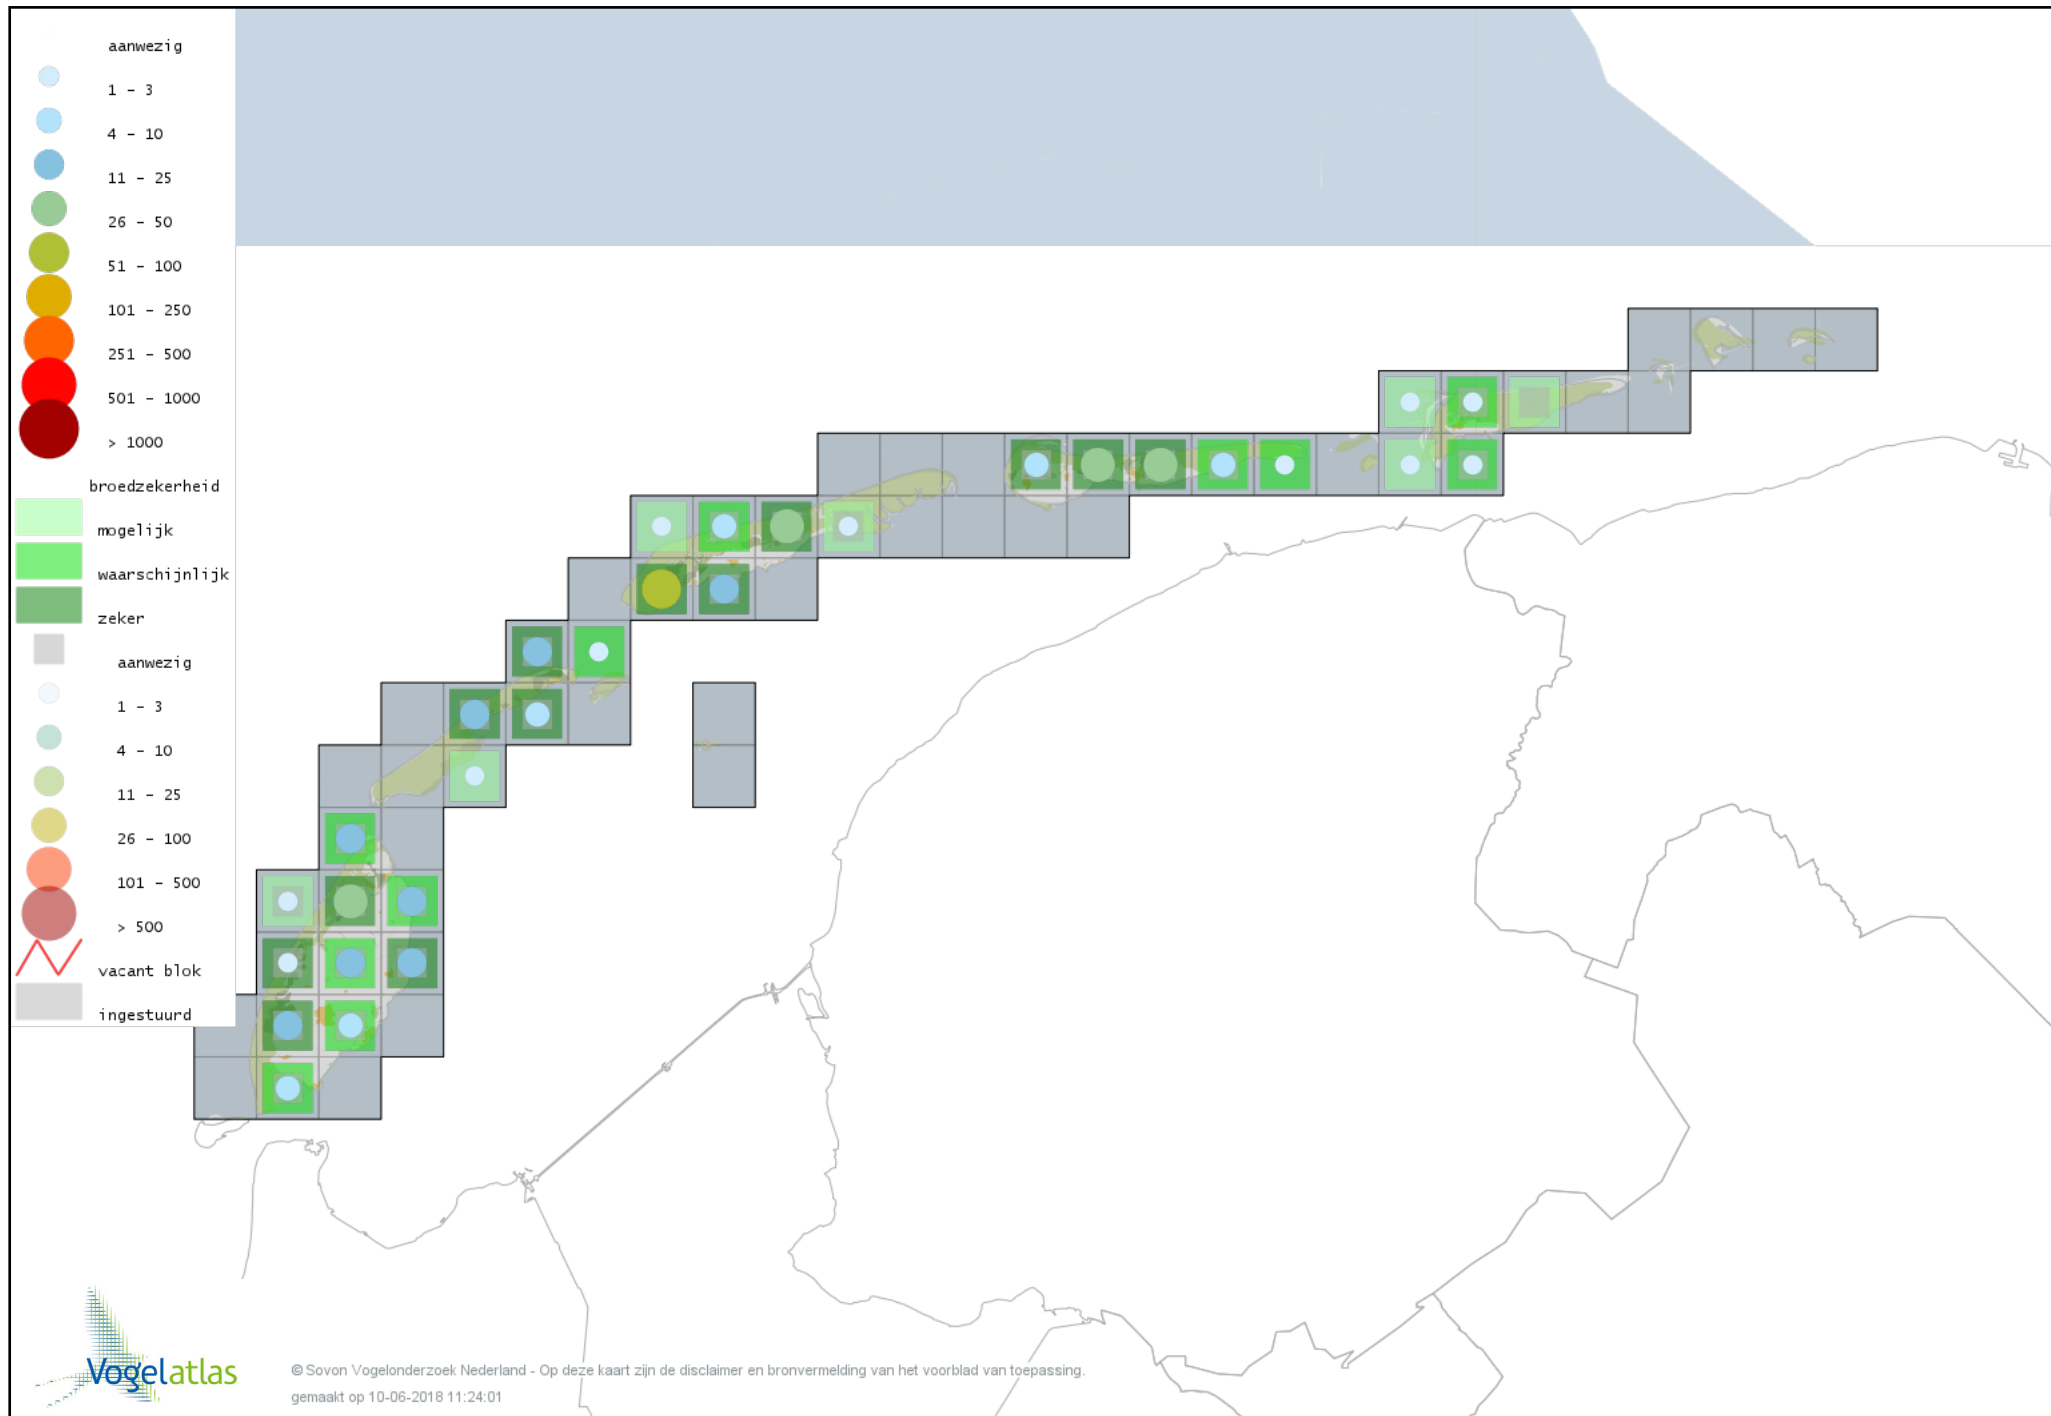 aanwezig
1 - 3
4 - 10
11 - 25
26 - 50
51 - 100
101 - 250
251 - 500
501 - 1000
> 1000
broedzekerheid
mogelijk
waarschijnlijk
zeker
aanwezig
1 - 3
4 - 10
11 - 25
26 - 100
101 - 500
> 500
vacant blok
ingestuurd
Vogelatlas
© Sovon Vogelonderzoek Nederland - Op deze kaart zijn de disclaimer en bronvermelding van het voorblad van toepassing.
gemaakt op 10-06-2018 11:24:01